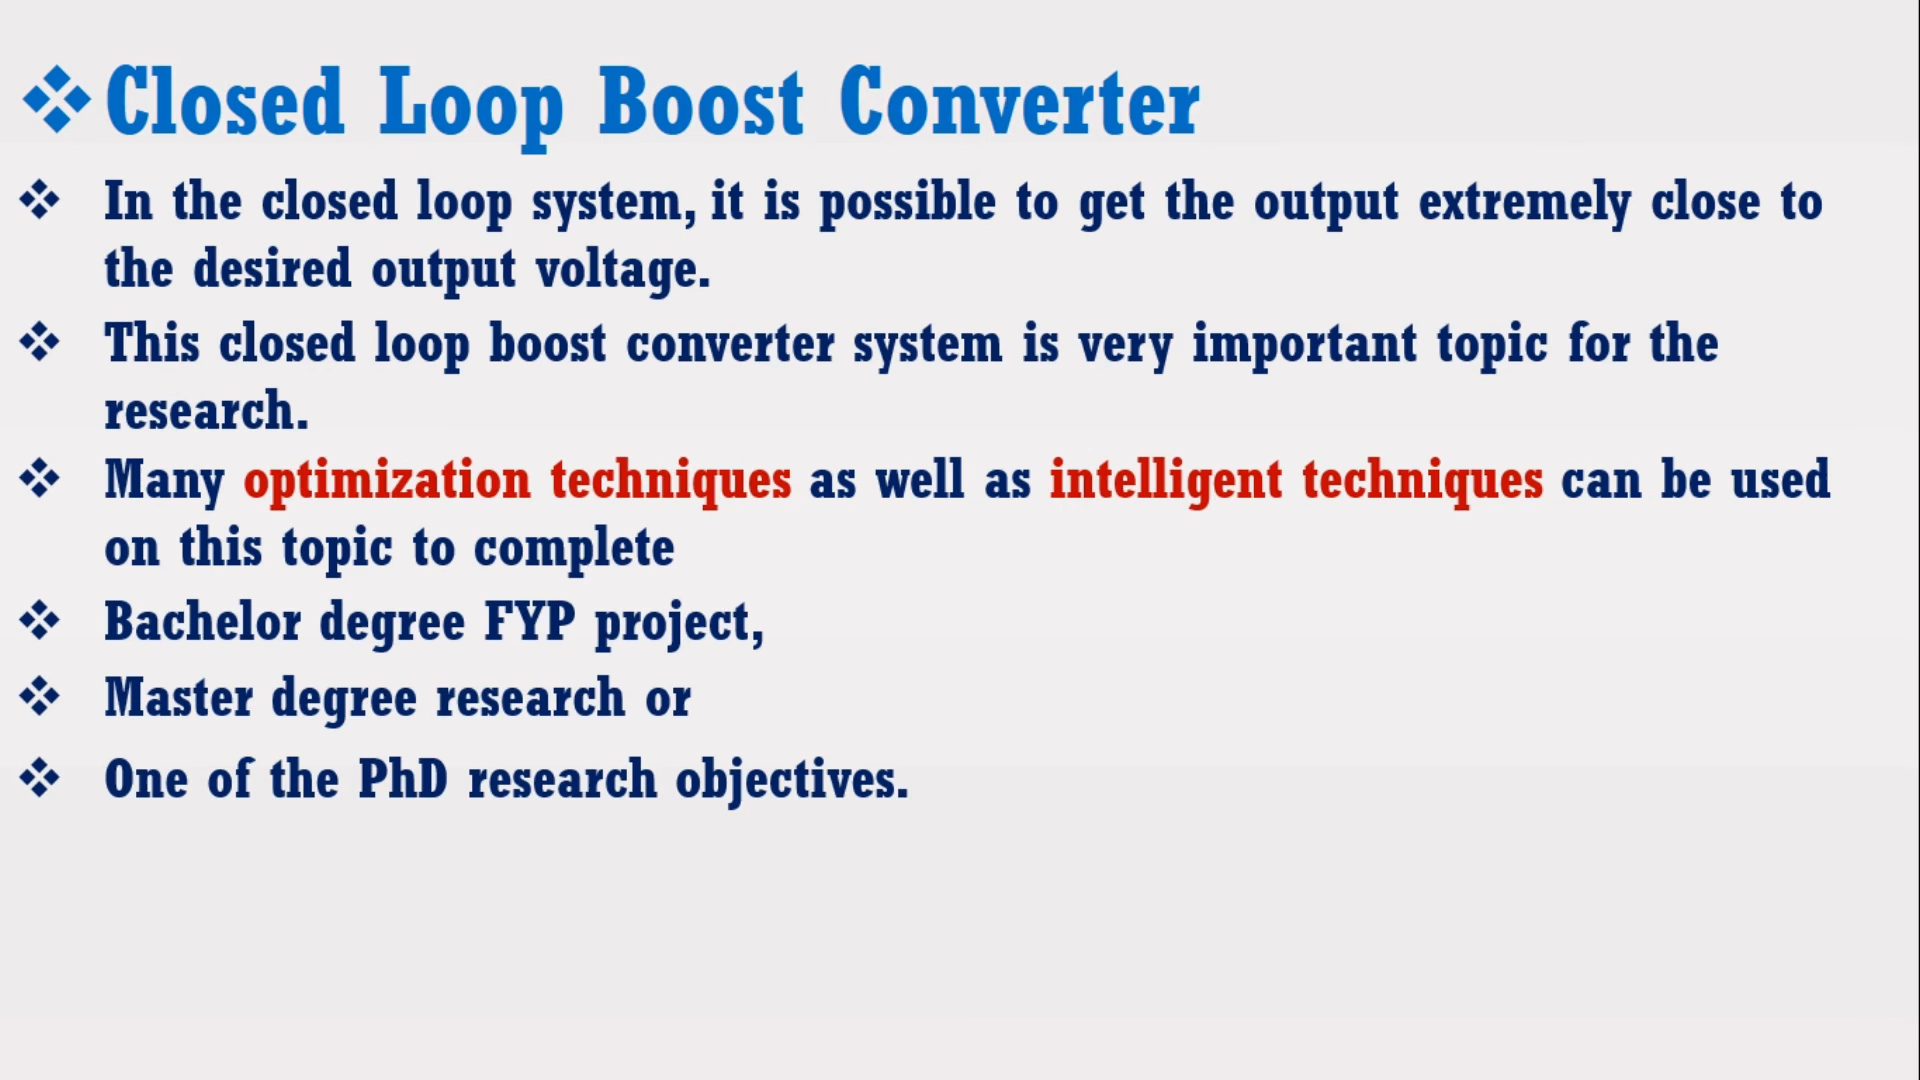 Closed Loop Boost Converter
In the closed loop system, it is possible to get the output extremely close to
the desired output voltage.
This closed loop boost converter system is very important topic for the
research.
Many optimization techniques as well as intelligent techniques can be used
on this topic to complete
Bachelor degree FYP project,
Master degree research or
One of the PhD research objectives.